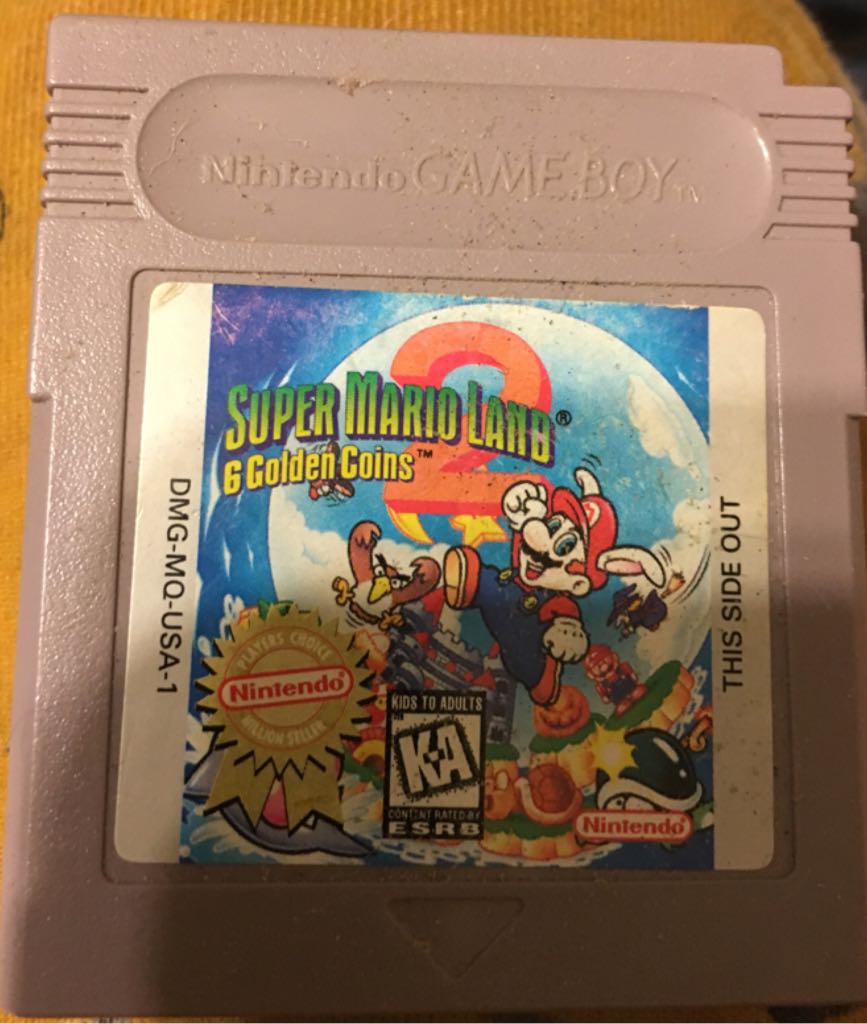 Nintendo GAME BOY TM
2
SUPER MARIO LAND®
6 Golden Coins™
DMG-MQ-USA-1
THIS SIDE OUT
PLAYERS CHOICE
Nintendo®
MILLION SELLER
KIDS TO ADULTS
K-A
CONTENT RATED BY
ESRB
Nintendo®
M